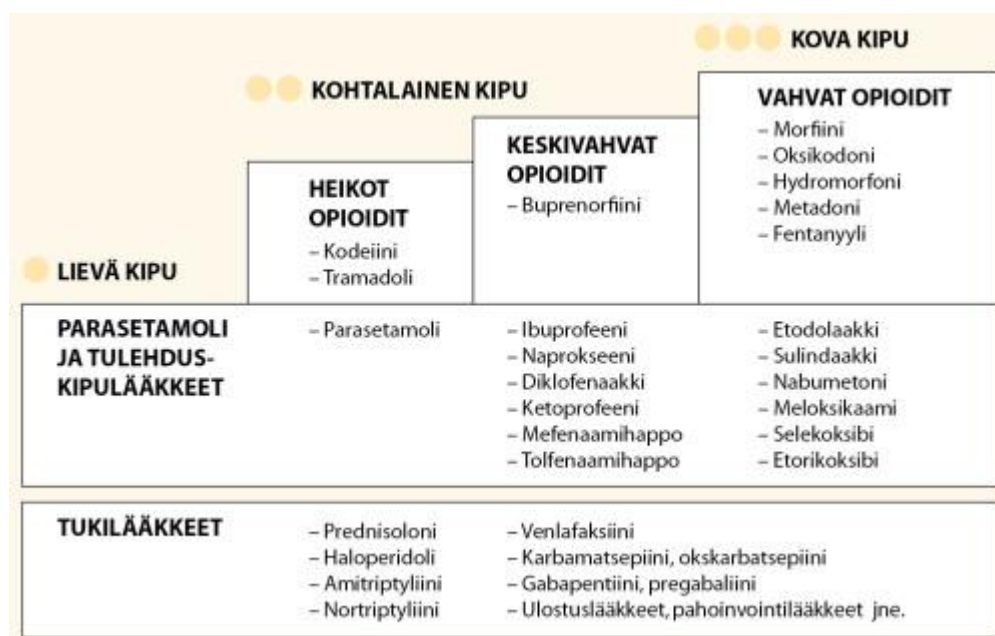 KOVA KIPU
KOHTALAINEN KIPU
VAHVAT OPIOIDIT
– Morfiini
– Oksikodoni
– Hydromorfoni
– Metadoni
– Fentanyyli
KESKIVAHVAT
OPIOIDIT
– Buprenorfiini
HEIKOT
OPIOIDIT
– Kodeiini
– Tramadoli
LIEVÄ KIPU
PARASETAMOLI
JA TULEHDUS-
KIPULÄÄKKEET
– Parasetamoli
– Ibuprofeeni
– Naprokseeni
– Diklofenaakki
– Ketoprofeeni
– Mefenaamihappo
– Tolfenaamihappo
– Etodolaakki
– Sulindaakki
– Nabumetoni
– Meloksikaami
– Selekoksibi
– Etorikoksibi
TUKILÄÄKKEET
– Prednisoloni
– Haloperidoli
– Amitriptyliini
– Nortriptyliini
– Venlafaksiini
– Karbamatsepiini, okskarbatsepiini
– Gabapentiini, pregabaliini
– Ulostuslääkkeet, pahoinvointilääkkeet jne.